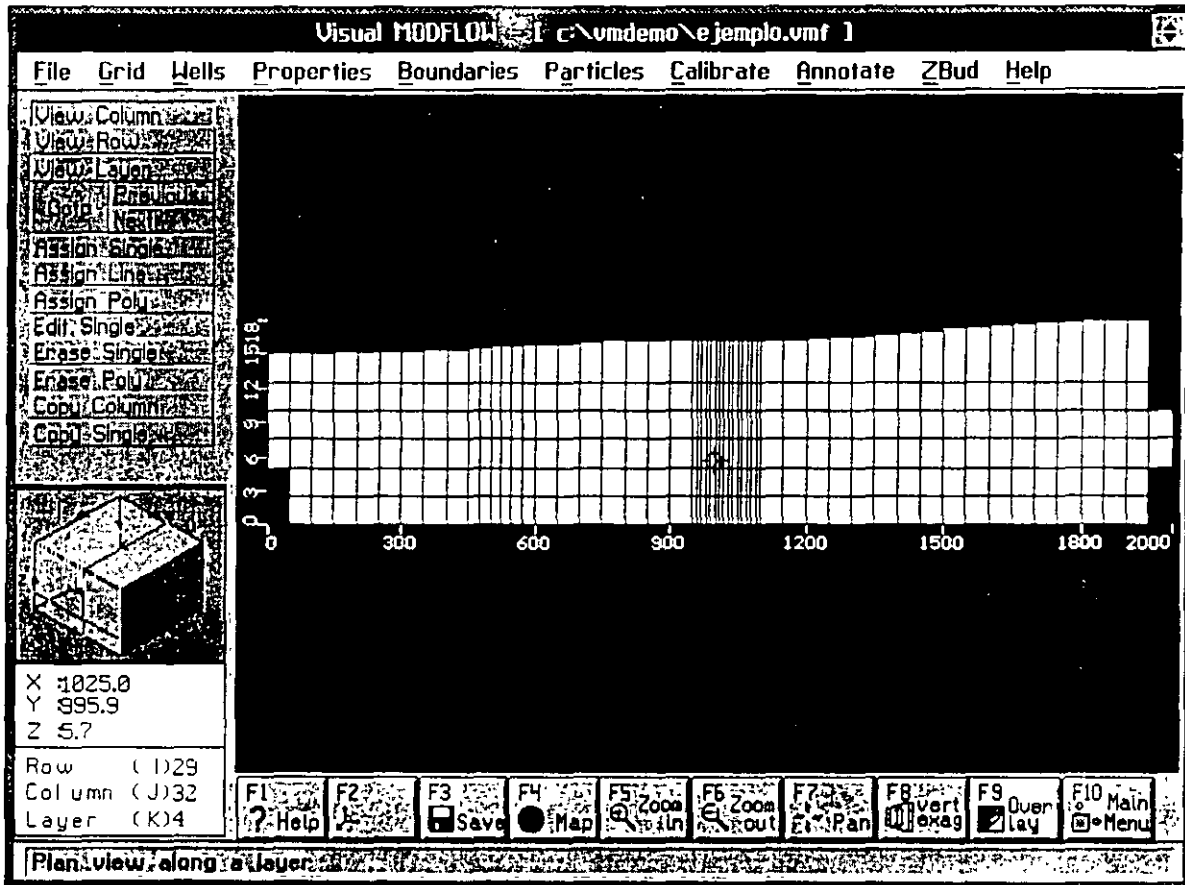 Visual MODFLOW [ c:\vmdemo\ejemplo.vmf ]
File Grid Wells Properties Boundaries Particles Calibrate Annotate ZBud Help
View Column
View Row
View Layer
Goto Previous
Next
Assign Single
Assign Line
Assign Poly
Edit Single
Erase Single
Erase Poly
Copy Column
Copy Single
0 3 6 9 12 15 18
0 300 600 900 1200 1500 1800 2000
X :1025.0
Y :995.9
Z :5.7
Row (I)29
Column (J)32
Layer (K)4
F1 ? Help
F2
F3 Save
F4 Map
F5 Zoom in
F6 Zoom out
F7 Pan
F8 vert exag
F9 Over lay
F10 Main Menu
Plan view along a layer